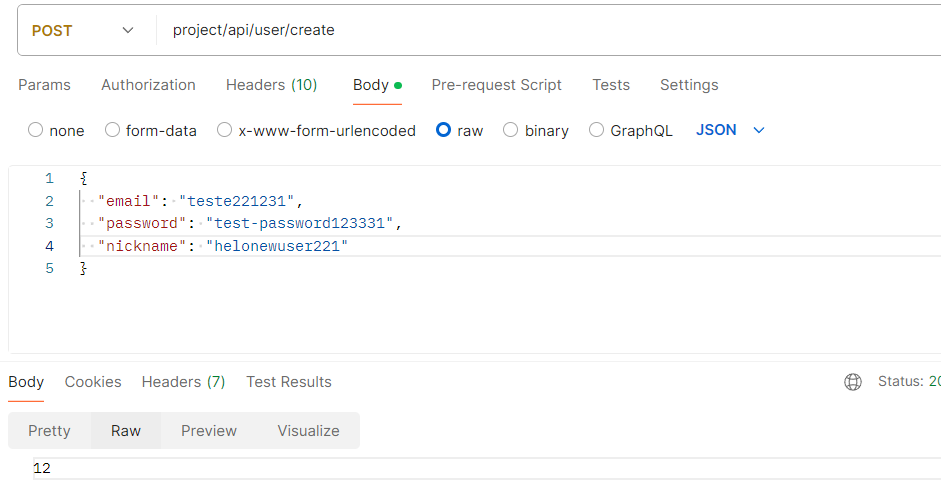 POST project/api/user/create
Params Authorization Headers (10) Body Pre-request Script Tests Settings
none form-data x-www-form-urlencoded raw binary GraphQL JSON
1 {
2 "email": "teste221231",
3 "password": "test-password123331",
4 "nickname": "helonewuser221"
5 }
Body Cookies Headers (7) Test Results Status: 20
Pretty Raw Preview Visualize
12